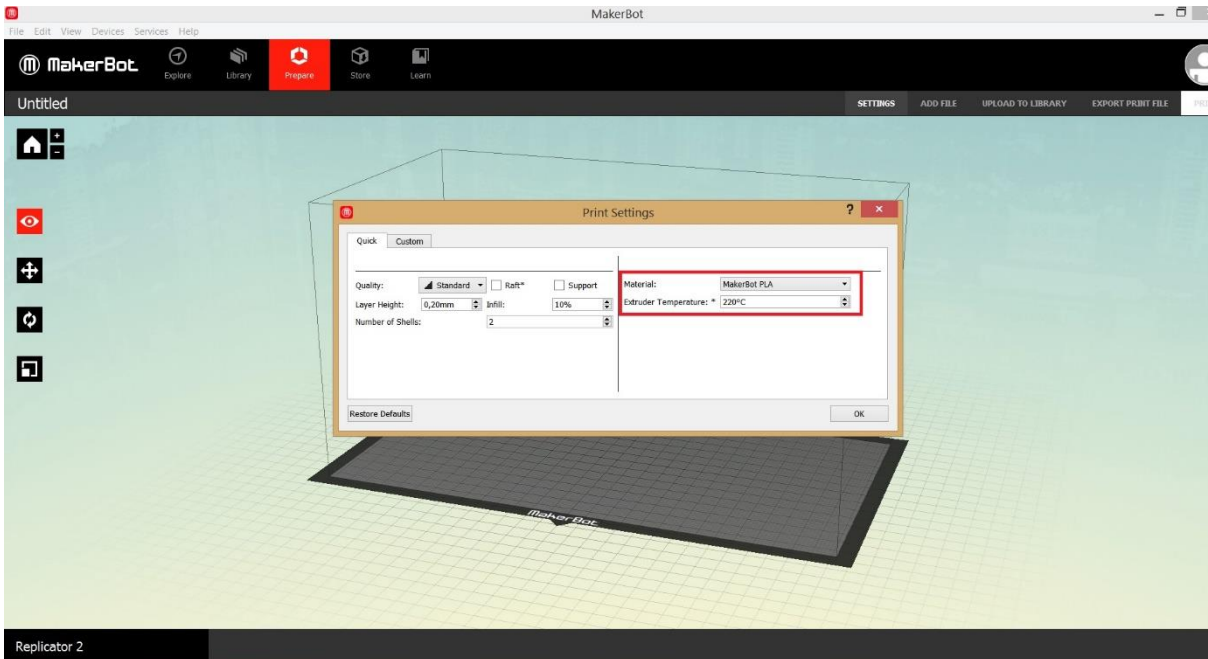 MakerBot
File Edit View Devices Services Help
MakerBot
Explore
Library
Prepare
Store
Learn
Untitled
SETTINGS
ADD FILE
UPLOAD TO LIBRARY
EXPORT PRINT FILE
Print Settings
?
Quick
Custom
Quality:
Standard
Raft*
Support
Layer Height:
0,20mm
Infill:
10%
Number of Shells:
2
Material:
MakerBot PLA
Extruder Temperature: *
220°C
Restore Defaults
OK
MakerBot
Replicator 2